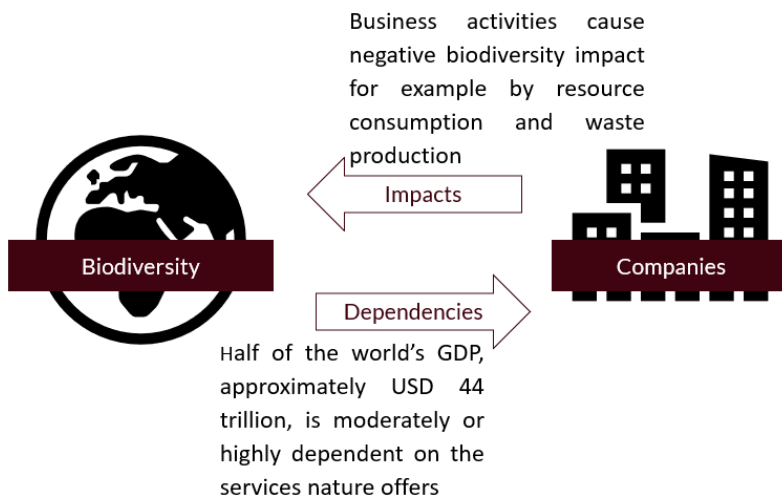 Business activities cause
negative biodiversity impact
for example by resource
consumption and waste
production
Impacts
Biodiversity
Companies
Dependencies
Half of the world's GDP,
approximately USD 44
trillion, is moderately or
highly dependent on the
services nature offers